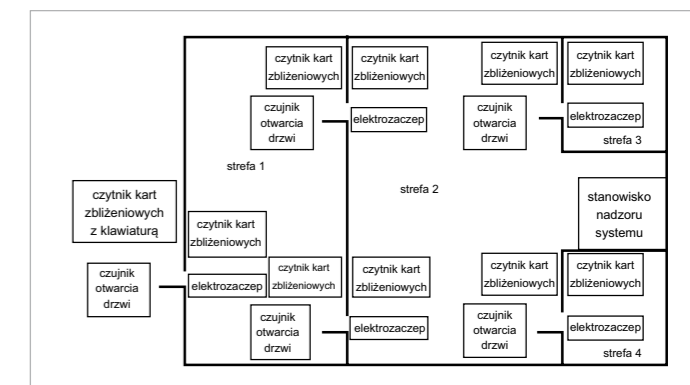 czytnik kart
zbliżeniowych
czytnik kart
zbliżeniowych
czytnik kart
zbliżeniowych
czytnik kart
zbliżeniowych
czujnik
otwarcia
drzwi
elektrozaczep
czujnik
otwarcia
drzwi
elektrozaczep
strefa 3
strefa 1
strefa 2
czytnik kart
zbliżeniowych
z klawiaturą
stanowisko
nadzoru
systemu
czytnik kart
zbliżeniowych
czujnik
otwarcia
drzwi
elektrozaczep
czytnik kart
zbliżeniowych
czytnik kart
zbliżeniowych
czytnik kart
zbliżeniowych
czytnik kart
zbliżeniowych
czujnik
otwarcia
drzwi
elektrozaczep
czujnik
otwarcia
drzwi
elektrozaczep
strefa 4